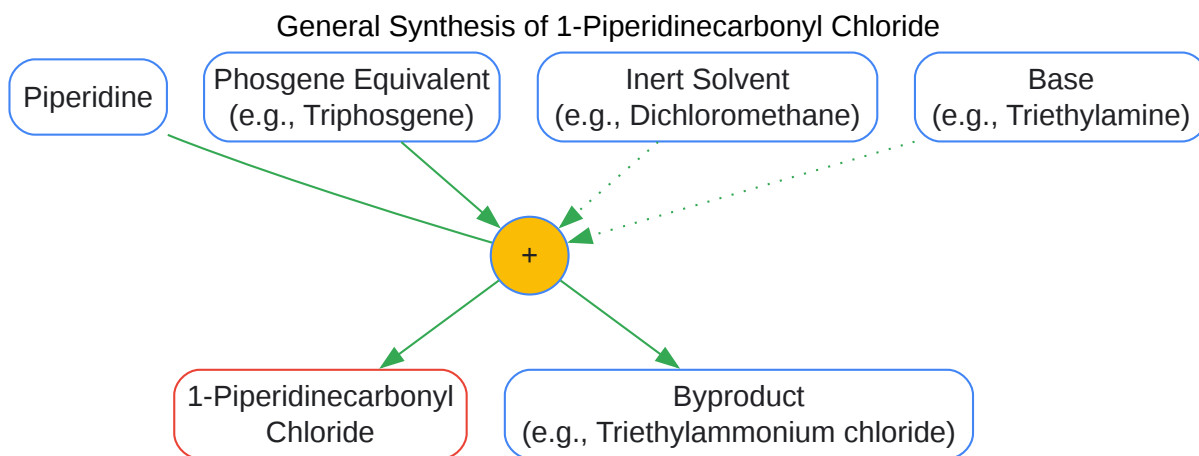 General Synthesis of 1-Piperidinecarbonyl Chloride
Piperidine
Phosgene Equivalent
(e.g., Triphosgene)
Inert Solvent
(e.g., Dichloromethane)
Base
(e.g., Triethylamine)
+
1-Piperidinecarbonyl
Chloride
Byproduct
(e.g., Triethylammonium chloride)